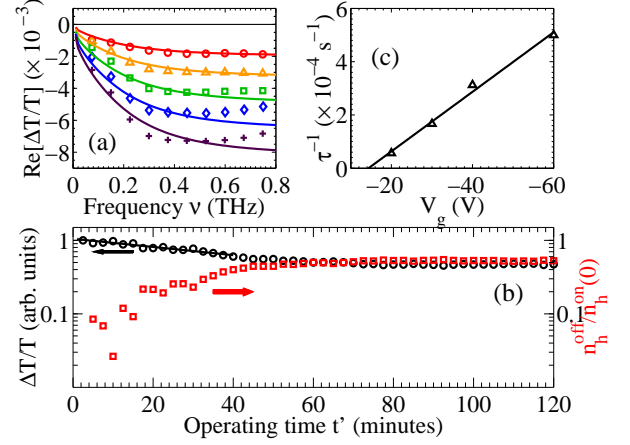 Re[ΔT/T] (× 10⁻³)
0
−2
−4
−6
−8
(a)
0 0.2 0.4 0.6 0.8
Frequency ν (THz)
τ⁻¹ (× 10⁻⁴ s⁻¹)
6
4
2
0
(c)
−20 −40 −60
V_g (V)
ΔT/T (arb. units)
1
0.1
(b)
1
0.1
n_h^off/n_h^on(0)
0 20 40 60 80 100 120
Operating time t’ (minutes)